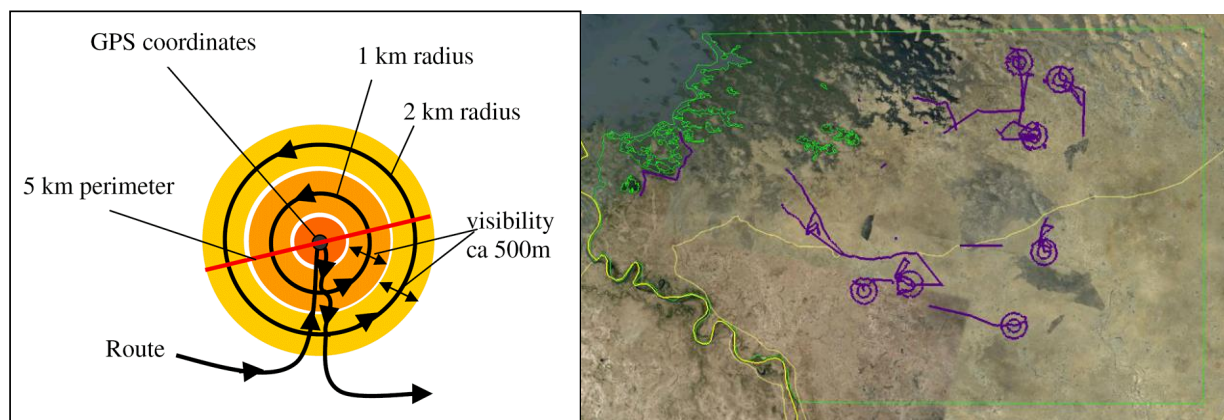 GPS coordinates
1 km radius
2 km radius
5 km perimeter
visibility
ca 500m
Route